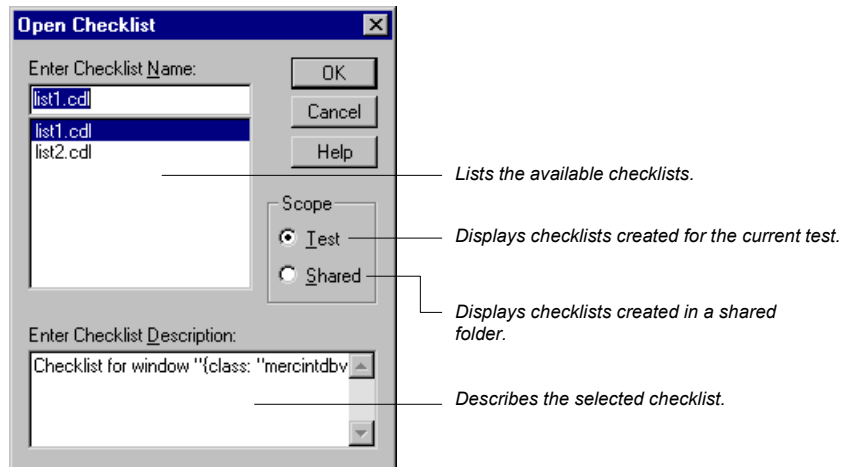 Open Checklist
Enter Checklist Name:
list1.cdl
list1.cdl
list2.cdl
OK
Cancel
Help
Lists the available checklists.
Scope
Test
Displays checklists created for the current test.
Shared
Displays checklists created in a shared
folder.
Enter Checklist Description:
Checklist for window "{class: "mercintdbv
Describes the selected checklist.